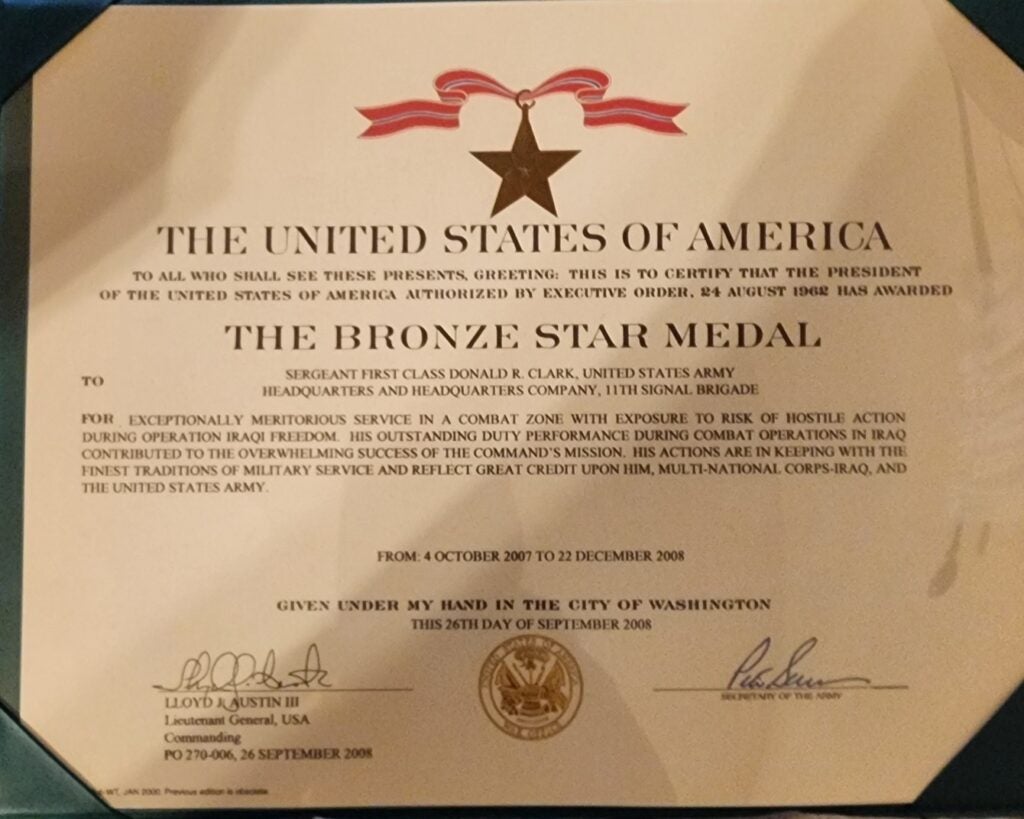 THE UNITED STATES OF AMERICA
TO ALL WHO SHALL SEE THESE PRESENTS, GREETING: THIS IS TO CERTIFY THAT THE PRESIDENT
OF THE UNITED STATES OF AMERICA AUTHORIZED BY EXECUTIVE ORDER, 24 AUGUST 1962 HAS AWARDED
THE BRONZE STAR MEDAL
TO
SERGEANT FIRST CLASS DONALD R. CLARK, UNITED STATES ARMY
HEADQUARTERS AND HEADQUARTERS COMPANY, 11TH SIGNAL BRIGADE
FOR EXCEPTIONALLY MERITORIOUS SERVICE IN A COMBAT ZONE WITH EXPOSURE TO RISK OF HOSTILE ACTION
DURING OPERATION IRAQI FREEDOM. HIS OUTSTANDING DUTY PERFORMANCE DURING COMBAT OPERATIONS IN IRAQ
CONTRIBUTED TO THE OVERWHELMING SUCCESS OF THE COMMAND'S MISSION. HIS ACTIONS ARE IN KEEPING WITH THE
FINEST TRADITIONS OF MILITARY SERVICE AND REFLECT GREAT CREDIT UPON HIM, MULTI-NATIONAL CORPS-IRAQ, AND
THE UNITED STATES ARMY.
FROM: 4 OCTOBER 2007 TO 22 DECEMBER 2008
GIVEN UNDER MY HAND IN THE CITY OF WASHINGTON
THIS 26TH DAY OF SEPTEMBER 2008
LLOYD J. AUSTIN III
Lieutenant General, USA
Commanding
PO 270-006, 26 SEPTEMBER 2008
SECRETARY OF THE ARMY
JAN 2000. Previous edition is obsolete.